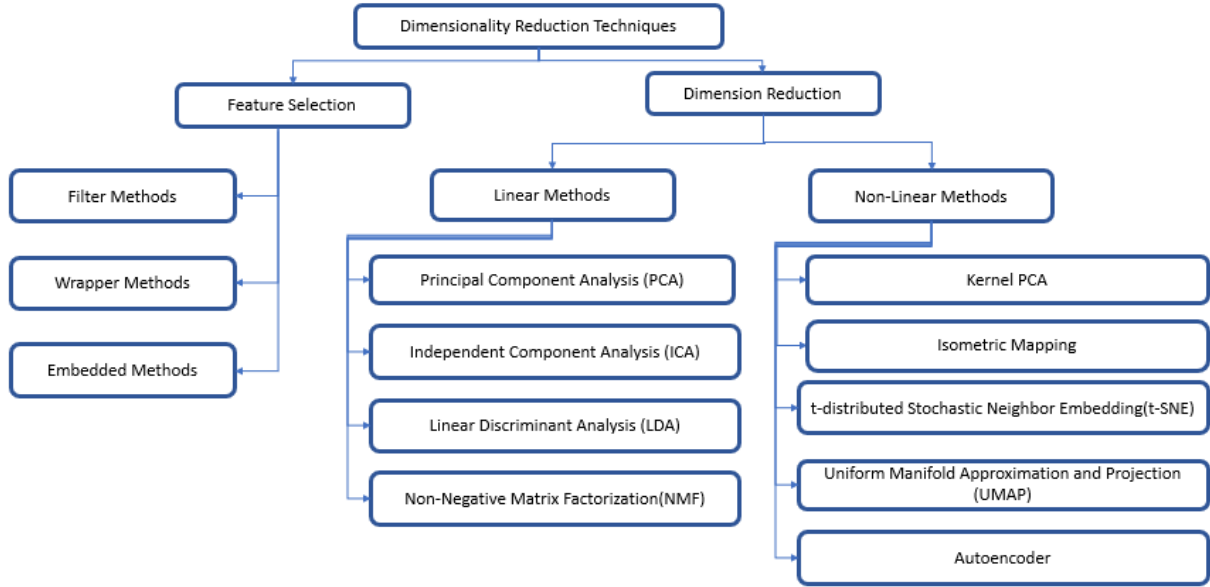 Dimensionality Reduction Techniques
Feature Selection
Dimension Reduction
Filter Methods
Wrapper Methods
Embedded Methods
Linear Methods
Principal Component Analysis (PCA)
Independent Component Analysis (ICA)
Linear Discriminant Analysis (LDA)
Non-Negative Matrix Factorization(NMF)
Non-Linear Methods
Kernel PCA
Isometric Mapping
t-distributed Stochastic Neighbor Embedding(t-SNE)
Uniform Manifold Approximation and Projection
(UMAP)
Autoencoder